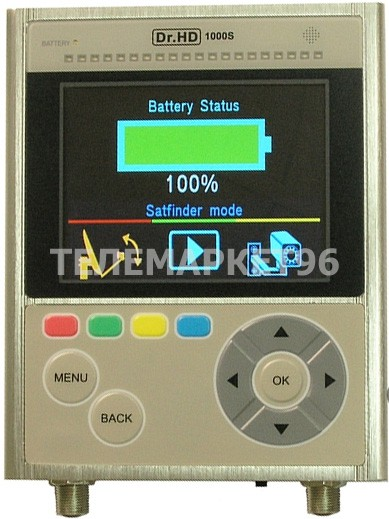 Dr.HD 1000S
BATTERY
Battery Status
100%
Satfinder mode
ТЕЛЕМАРКЕТ96
MENU
OK
BACK